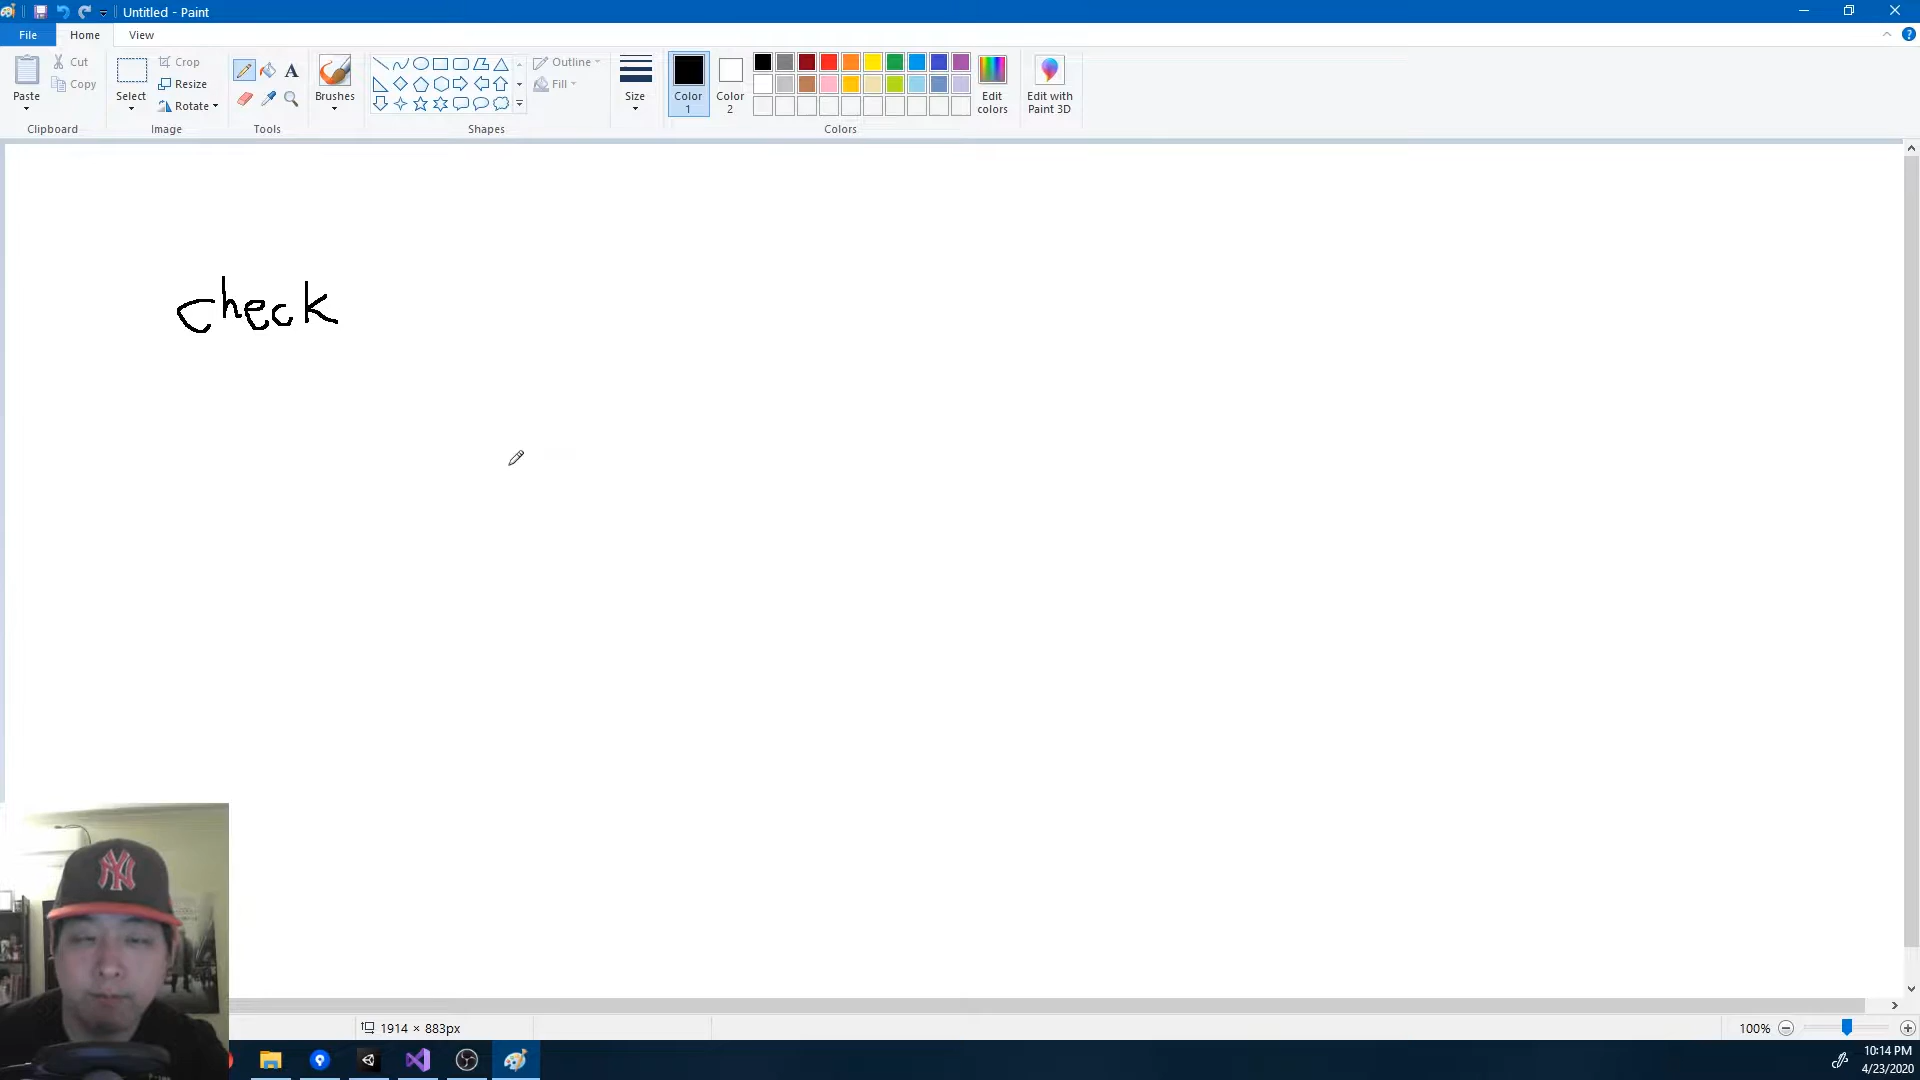 Untitled - Paint
File Home View
Paste
Cut
Copy
Clipboard
Select
Crop
Resize
Rotate
Image
A
Tools
Brushes
Shapes
Outline
Fill
Size
Color 1
Color 2
Colors
Edit colors
Edit with Paint 3D
check
NY
1914 × 883px
100%
10:14 PM
4/23/2020